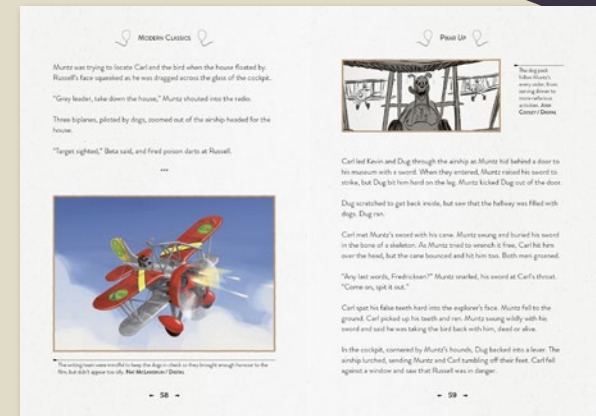 MODERN CLASSICS
Muntz was trying to locate Carl and the bird when the house floated by.
Russell's face squeaked as he was dragged across the glass of the cockpit.
"Grey leader, take down the house," Muntz shouted into the radio.
Three biplanes, piloted by dogs, zoomed out of the airship headed for the
house.
"Target sighted," Beta said, and fired poison darts at Russell.
•••
The writing team were mindful to keep the dogs in check so they brought enough humour to the
film, but didn't appear too silly. NAT MCLAUGHLIN / DIGITAL
58
PIXAR UP
The dog pack
follow Muntz's
every order, from
serving dinner to
more nefarious
activities. JOSH
COOLEY / DIGITAL
Carl led Kevin and Dug through the airship as Muntz hid behind a door to
his museum with a sword. When they entered, Muntz raised his sword to
strike, but Dug bit him hard on the leg. Muntz kicked Dug out of the door.
Dug scratched to get back inside, but saw that the hallway was filled with
dogs. Dug ran.
Carl met Muntz's sword with his cane. Muntz swung and buried his sword
in the bone of a skeleton. As Muntz tried to wrench it free, Carl hit him
over the head, but the cane bounced and hit him too. Both men groaned.
"Any last words, Fredricksen?" Muntz snarled, his sword at Carl's throat.
"Come on, spit it out."
Carl spat his false teeth hard into the explorer's face. Muntz fell to the
ground. Carl picked up his teeth and ran. Muntz swung wildly with his
sword and said he was taking the bird back with him, dead or alive.
In the cockpit, cornered by Muntz's hounds, Dug backed into a lever. The
airship lurched, sending Muntz and Carl tumbling off their feet. Carl fell
against a window and saw that Russell was in danger.
59